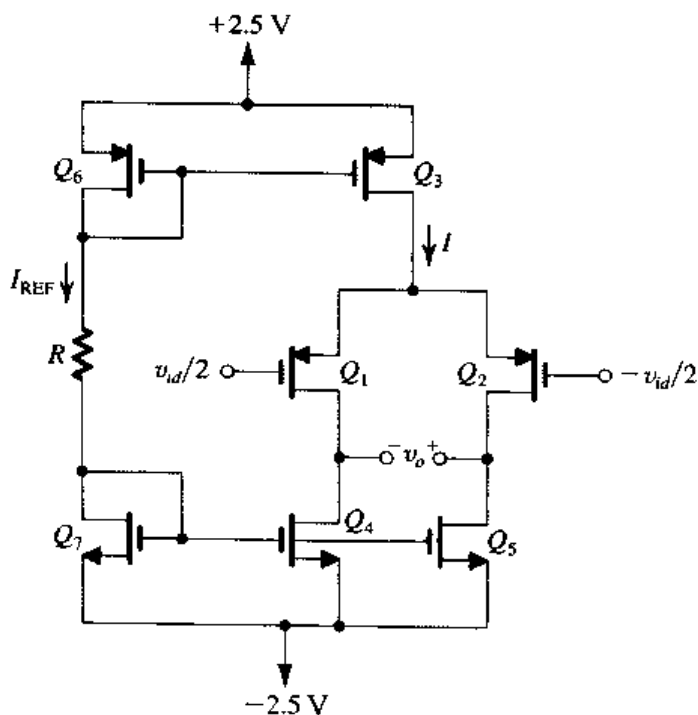 +2.5 V
Q6
Q3
I
IREF
R
vid/2
Q1
Q2
−vid/2
− vo +
Q7
Q4
Q5
−2.5 V